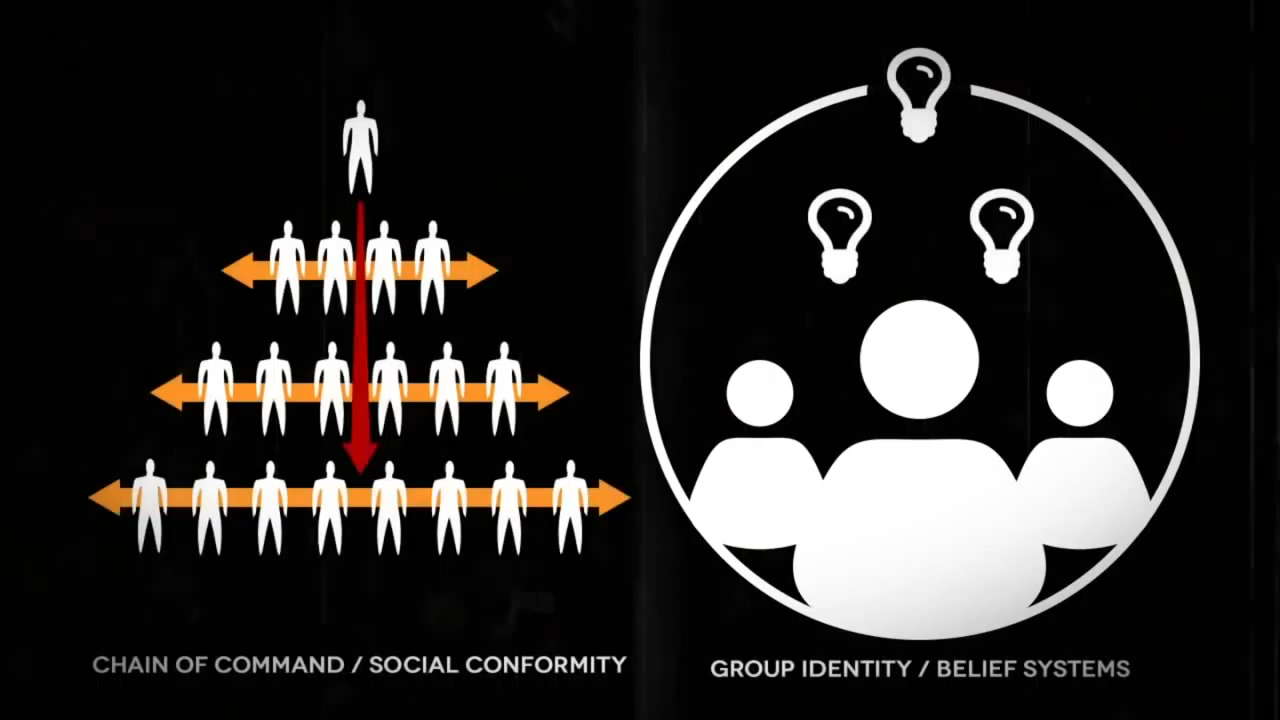 CHAIN OF COMMAND / SOCIAL CONFORMITY
GROUP IDENTITY / BELIEF SYSTEMS